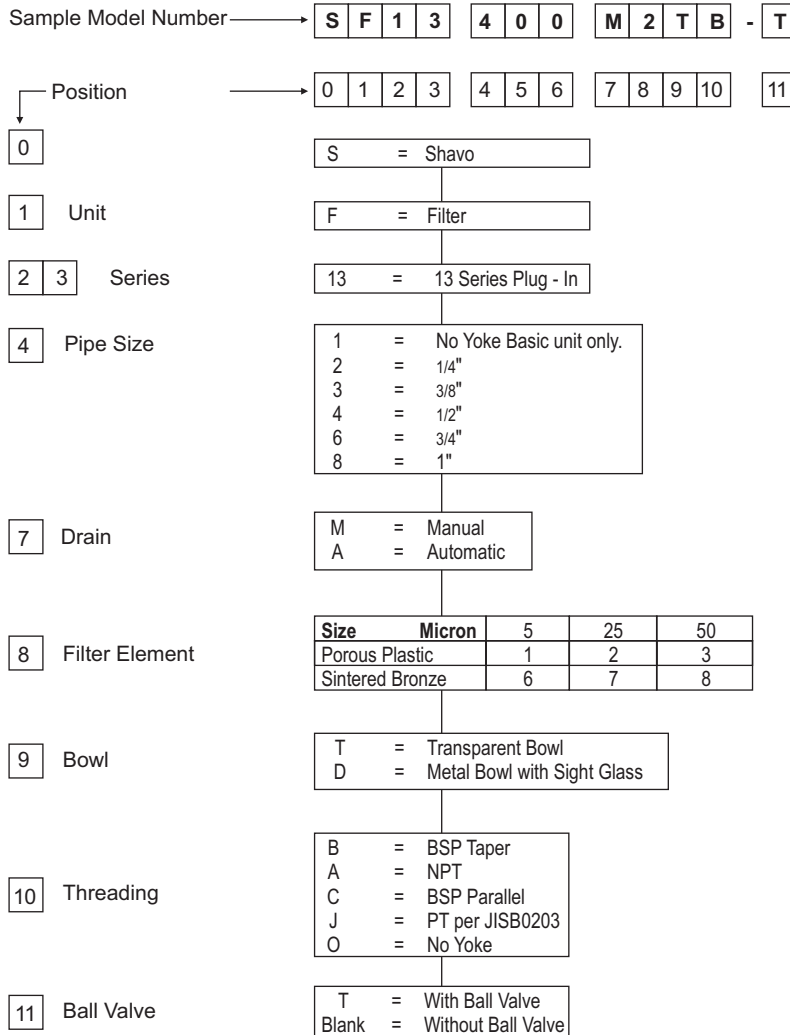 Sample Model Number S F 1 3 4 0 0 M 2 T B - T
Position 0 1 2 3 4 5 6 7 8 9 10 11
0 S = Shavo
1 Unit F = Filter
2 3 Series 13 = 13 Series Plug - In
4 Pipe Size 1 = No Yoke Basic unit only.
2 = 1/4"
3 = 3/8"
4 = 1/2"
6 = 3/4"
8 = 1"
7 Drain M = Manual
A = Automatic
Size Micron 5 25 50
8 Filter Element Porous Plastic 1 2 3
Sintered Bronze 6 7 8
9 Bowl T = Transparent Bowl
D = Metal Bowl with Sight Glass
B = BSP Taper
A = NPT
10 Threading C = BSP Parallel
J = PT per JISB0203
O = No Yoke
11 Ball Valve T = With Ball Valve
Blank = Without Ball Valve